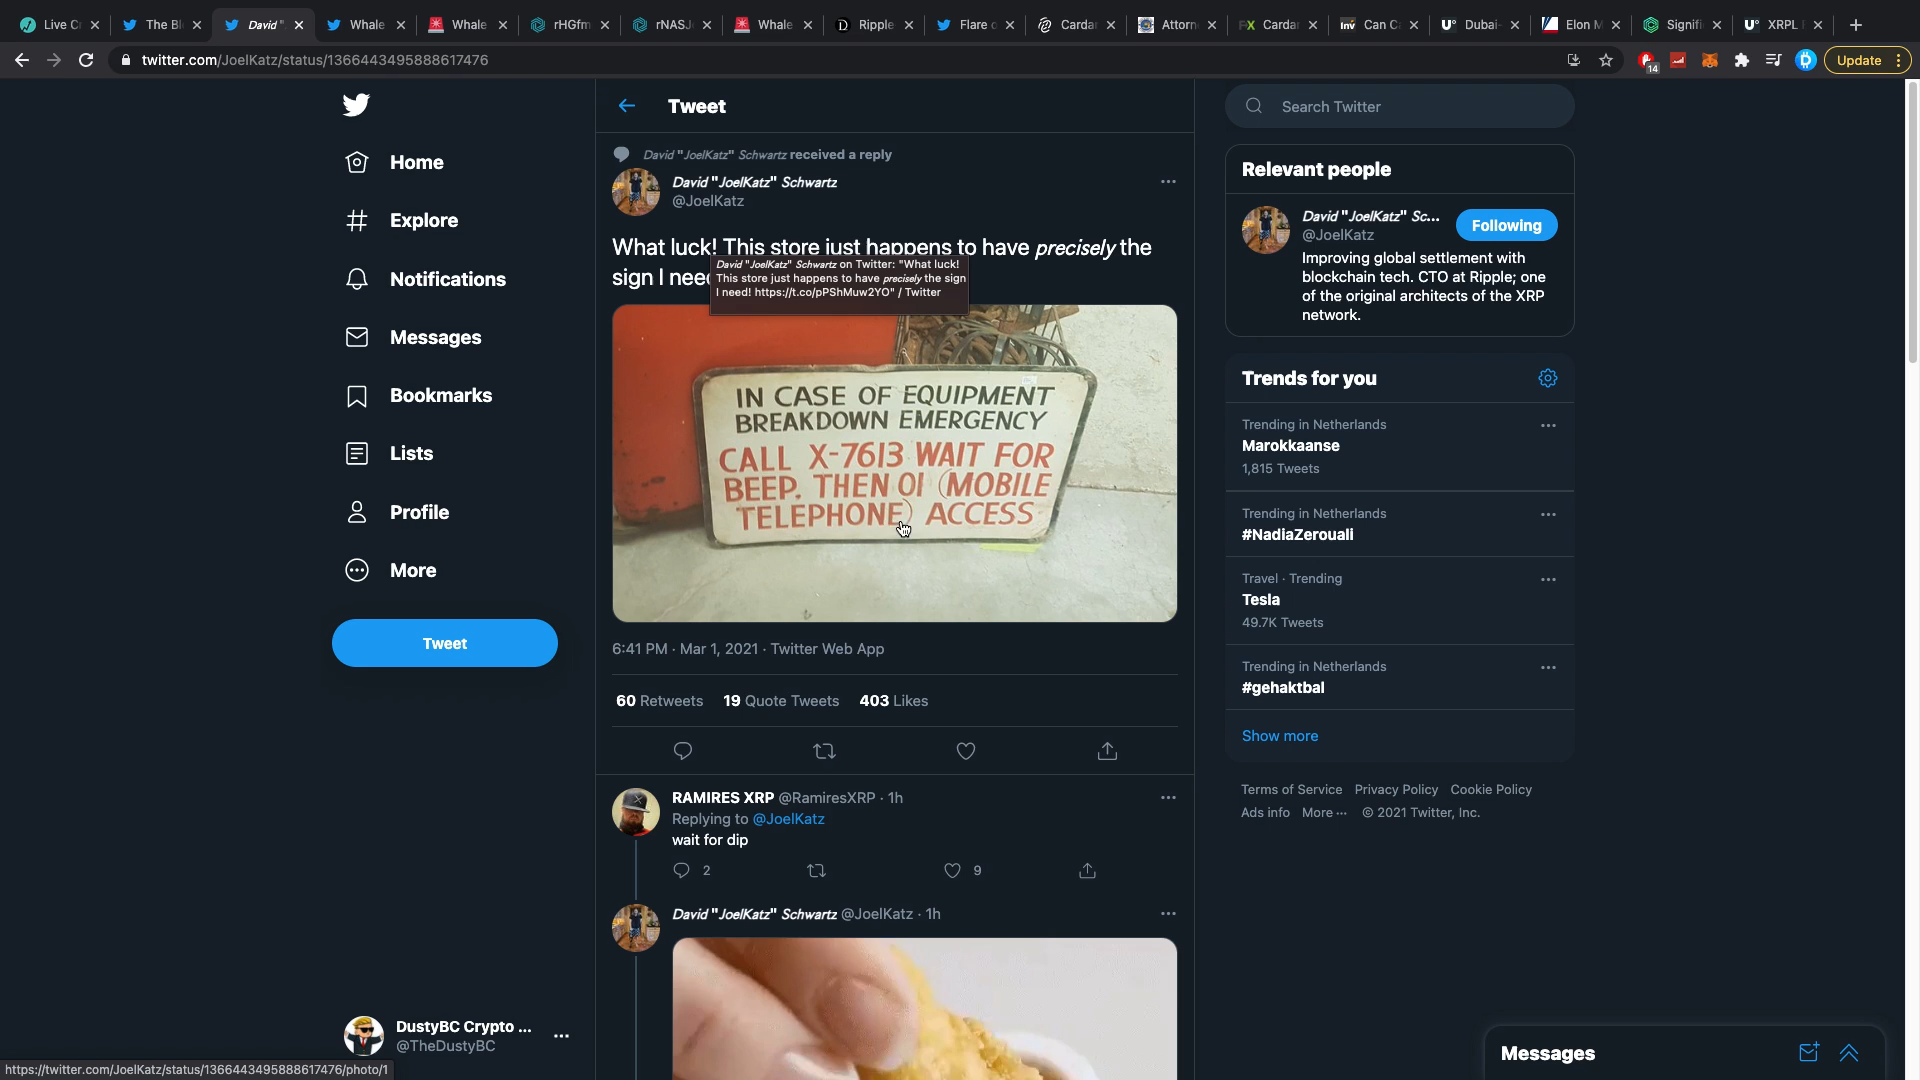 Live C
The Bl
David "
Whale
Whale
rHGfm
rNASJ
Whale
Ripple
Flare o
Cardar
Attorn
Cardar
Can C
Dubai-
Elon M
Signifi
XRPL
twitter.com/JoelKatz/status/1366443495888617476
14
Update
Home
Explore
Notifications
Messages
Bookmarks
Lists
Profile
More
Tweet
DustyBC Crypto ...
@TheDustyBC
https://twitter.com/JoelKatz/status/1366443495888617476/photo/1
Tweet
David "JoelKatz" Schwartz received a reply
David "JoelKatz" Schwartz
@JoelKatz
What luck! This store just happens to have precisely the
sign I need
David "JoelKatz" Schwartz on Twitter: "What luck!
This store just happens to have precisely the sign
I need! https://t.co/pPShMuw2YO" / Twitter
IN CASE OF EQUIPMENT
BREAKDOWN EMERGENCY
CALL X-7613 WAIT FOR
BEEP. THEN 01 (MOBILE
TELEPHONE) ACCESS
6:41 PM · Mar 1, 2021 · Twitter Web App
60 Retweets 19 Quote Tweets 403 Likes
RAMIRES XRP @RamiresXRP · 1h
Replying to @JoelKatz
wait for dip
2
9
David "JoelKatz" Schwartz @JoelKatz · 1h
Search Twitter
Relevant people
David "JoelKatz" Sc...
@JoelKatz
Following
Improving global settlement with
blockchain tech. CTO at Ripple; one
of the original architects of the XRP
network.
Trends for you
Trending in Netherlands
Marokkaanse
1,815 Tweets
Trending in Netherlands
#NadiaZerouali
Travel · Trending
Tesla
49.7K Tweets
Trending in Netherlands
#gehaktbal
Show more
Terms of Service Privacy Policy Cookie Policy
Ads info More ··· © 2021 Twitter, Inc.
Messages